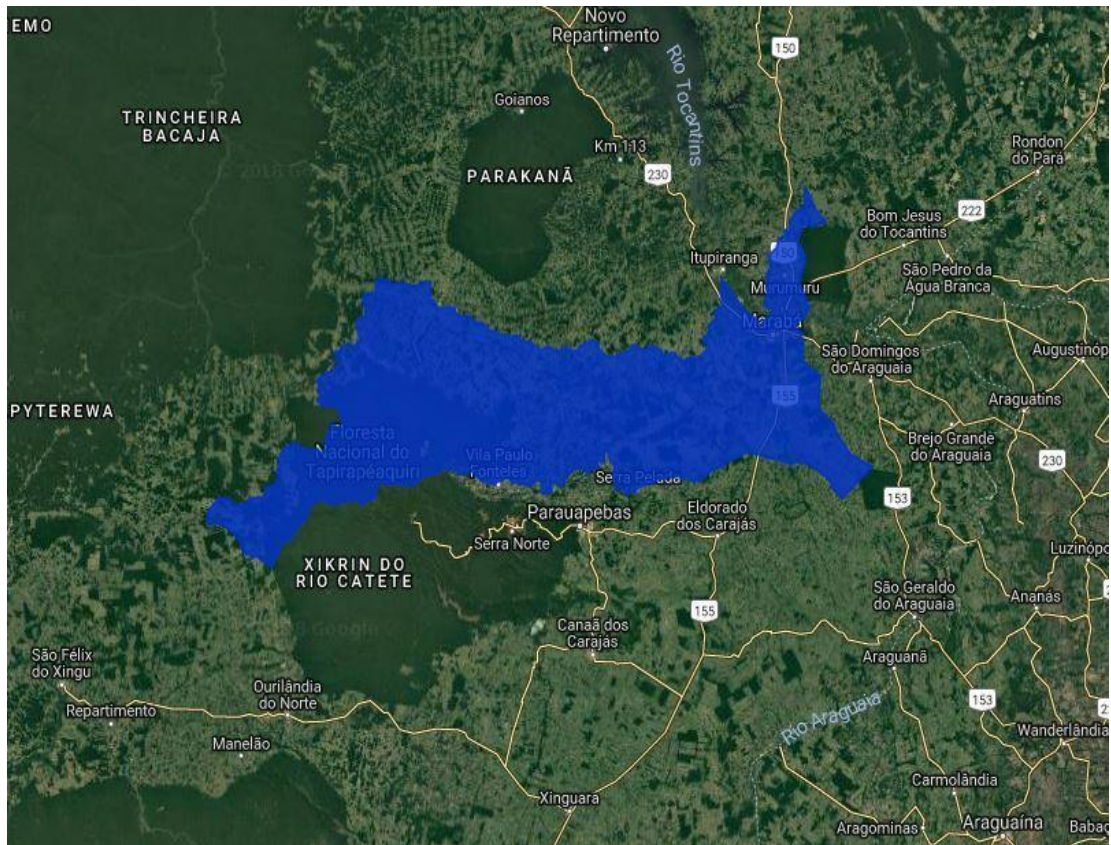 EMO
Novo
Repartimento
150
Rio Tocantins
TRINCHEIRA
BACAJA
Goianos
Km 113
Rondon
do Pará
PARAKANÃ
230
222
Bom Jesus
do Tocantins
Itupiranga
150
São Pedro da
Água Branca
Murumuru
Marabá
São Domingos
do Araguaia
Augustinóp
155
Araguatins
PYTEREWA
Floresta
Nacional do
Tapirapeaquiri
Brejo Grande
do Araguaia
Vila Paulo
Fonteles
230
Serra Pelada
153
Parauapebas
Eldorado
dos Carajás
Serra Norte
Luzinópo
XIKRIN DO
RIO CATETE
São Geraldo
do Araguaia
Ananás
155
Canaã dos
Carajás
Araguanã
São Félix
do Xingu
Ourilândia
do Norte
153
Repartimento
Rio Araguaia
Wanderlândia
Manelão
Carmolândia
Xinguara
Aragominas
Araguaína
Babac